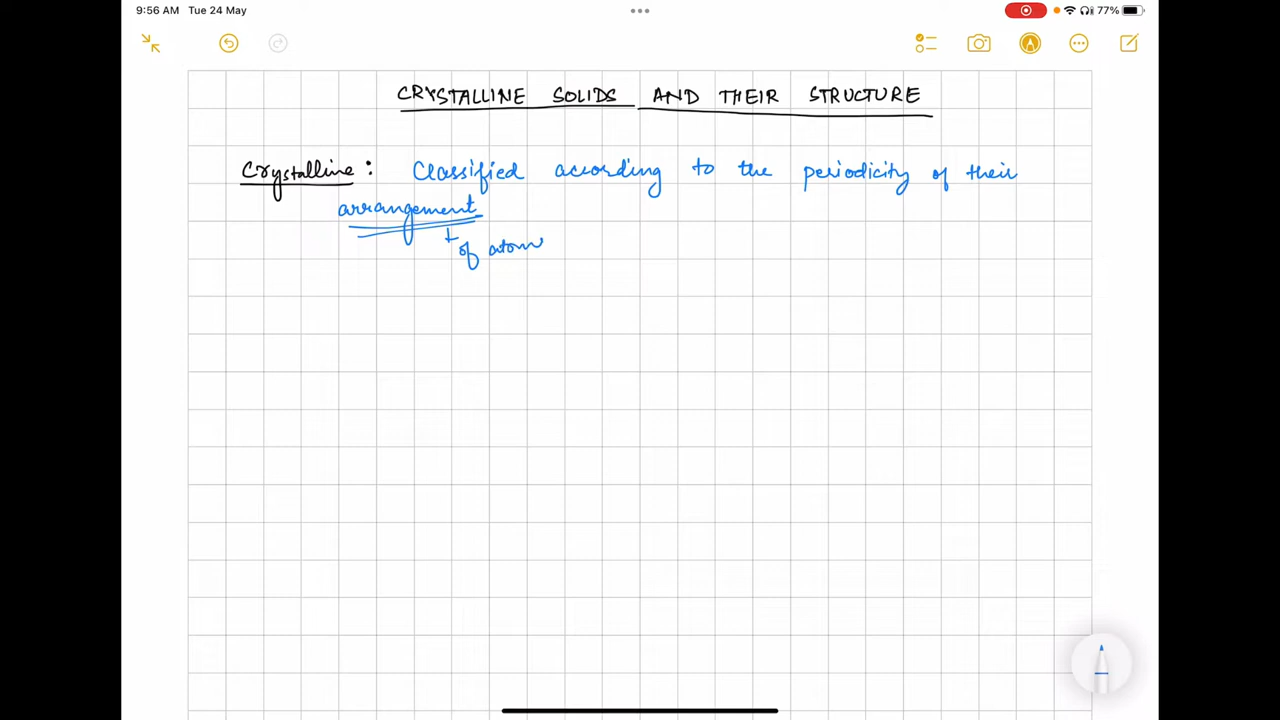 9:56 AM Tue 24 May
77%
CRYSTALLINE SOLIDS AND THEIR STRUCTURE
Crystalline: Classified according to the periodicity of their
arrangement
of atoms